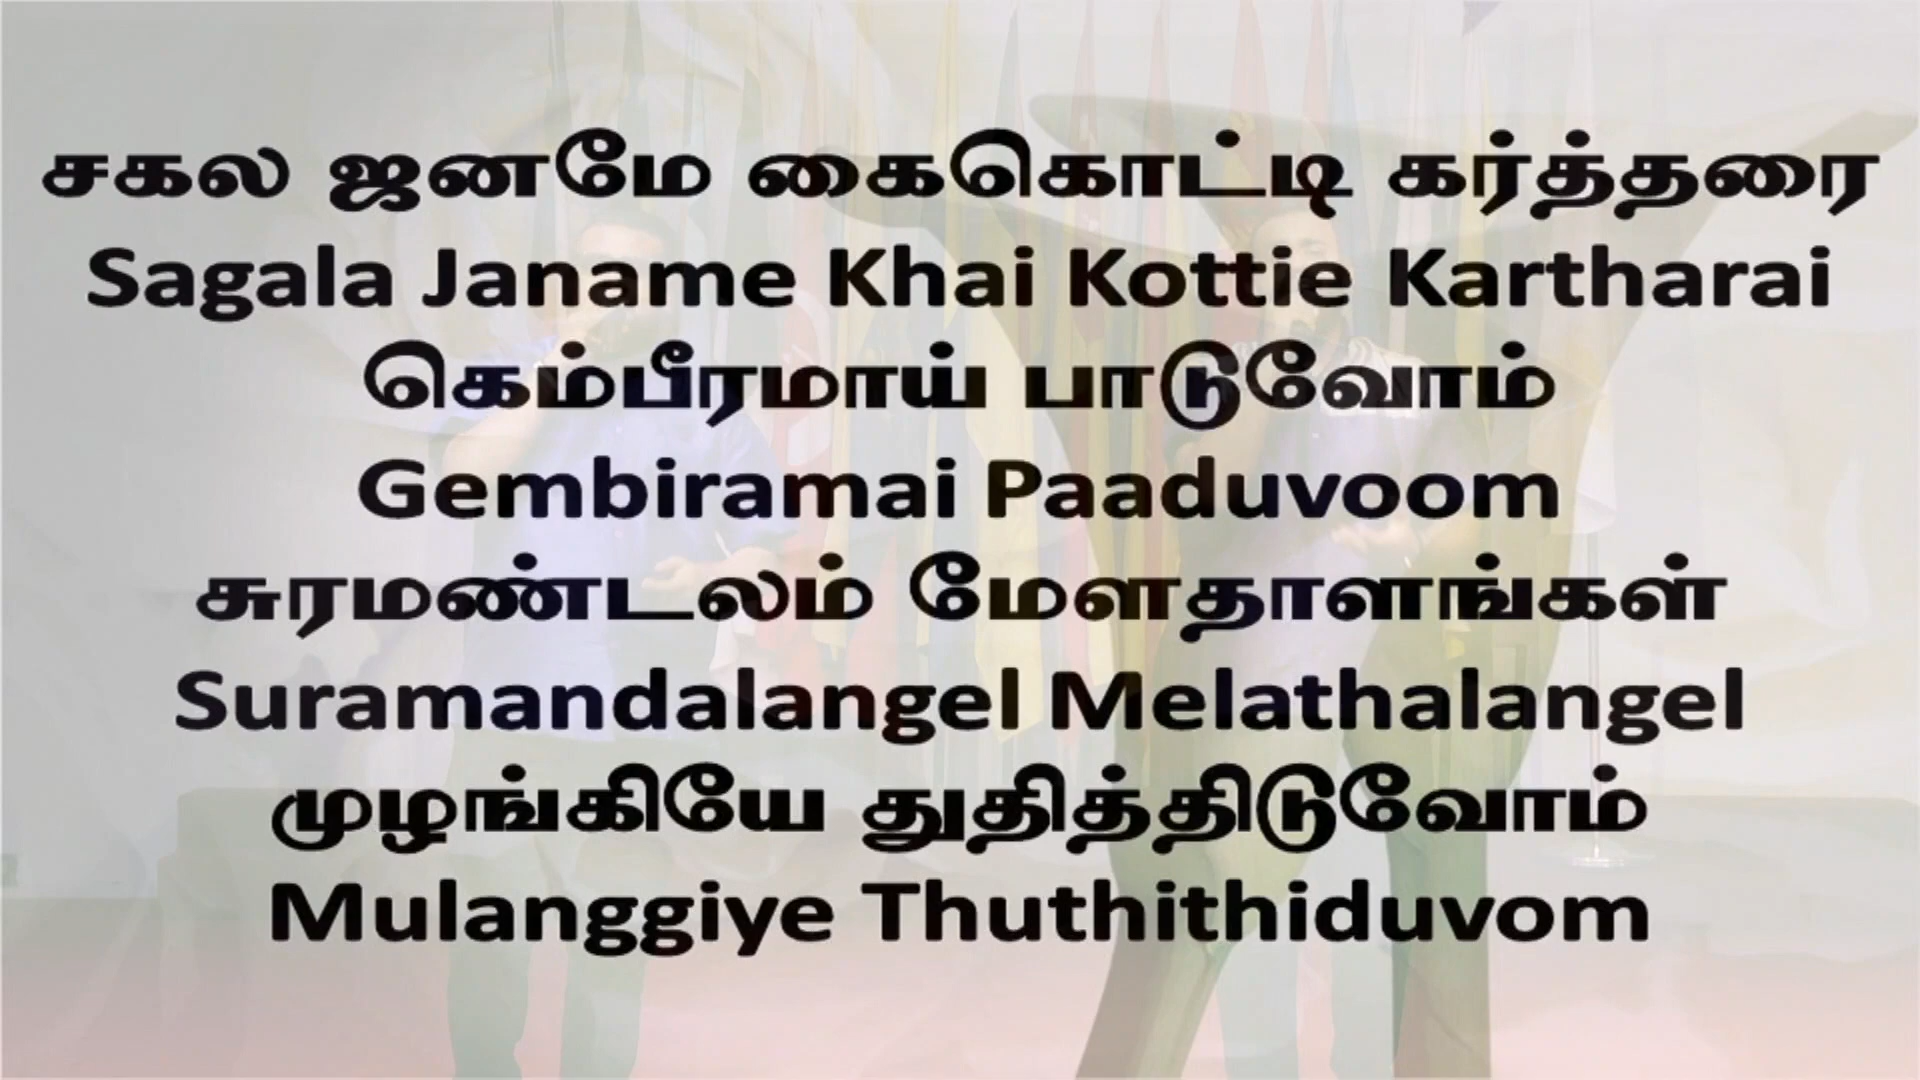 சகல ஜனமே கைகொட்டி கர்த்தரை
Sagala Janame Khai Kottie Kartharai
கெம்பீரமாய் பாடுவோம்
Gembiramai Paaduvoom
சுரமண்டலம் மேளதாளங்கள்
Suramandalangel Melathalangel
முழங்கியே துதித்திடுவோம்
Mulanggiye Thuthithiduvom